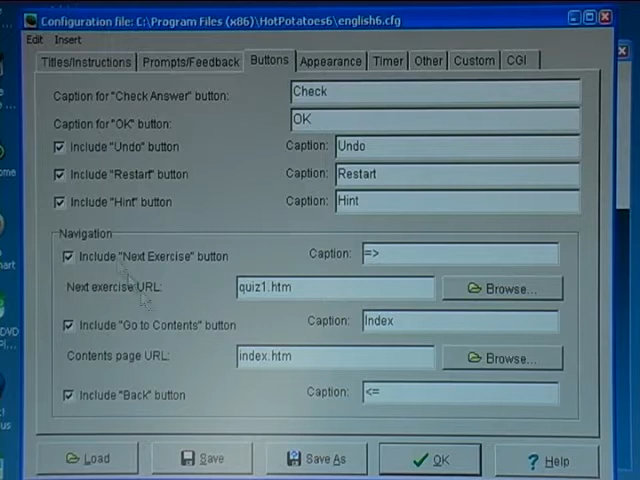 Configuration file: C:\Program Files (x86)\HotPotatoes6\english6.cfg
Edit Insert
Titles/Instructions Prompts/Feedback Buttons Appearance Timer Other Custom CGI
Caption for "Check Answer" button: Check
Caption for "OK" button: OK
Include "Undo" button Caption: Undo
Include "Restart" button Caption: Restart
Include "Hint" button Caption: Hint
Navigation
Include "Next Exercise" button Caption: =>
Next exercise URL: quiz1.htm Browse...
Include "Go to Contents" button Caption: Index
Contents page URL: index.htm Browse...
Include "Back" button Caption: <=
Load Save Save As OK Help